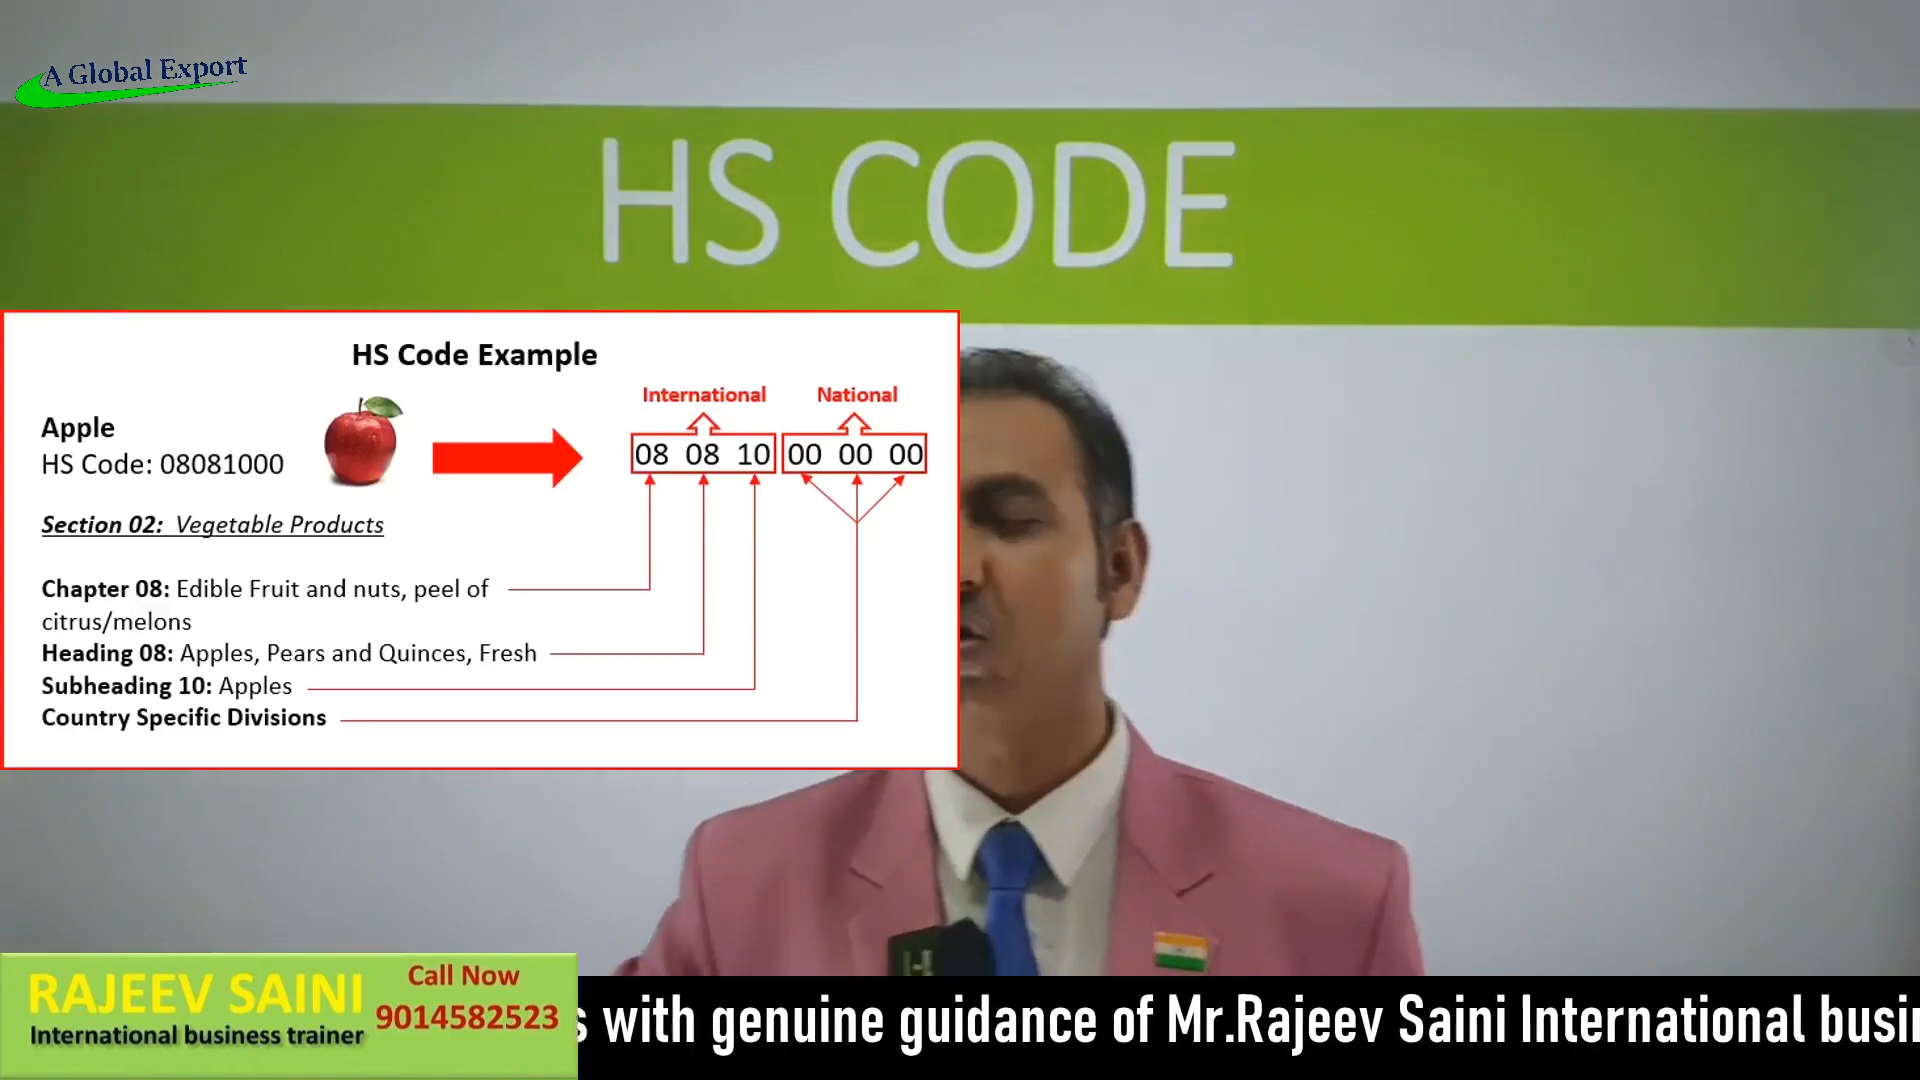 A Global Export
HS CODE
HS Code Example
International National
Apple
HS Code: 08081000
08 08 10 00 00 00
Section 02: Vegetable Products
Chapter 08: Edible Fruit and nuts, peel of
citrus/melons
Heading 08: Apples, Pears and Quinces, Fresh
Subheading 10: Apples
Country Specific Divisions
RAJEEV SAINI
International business trainer
Call Now
9014582523
with genuine guidance of Mr.Rajeev Saini International